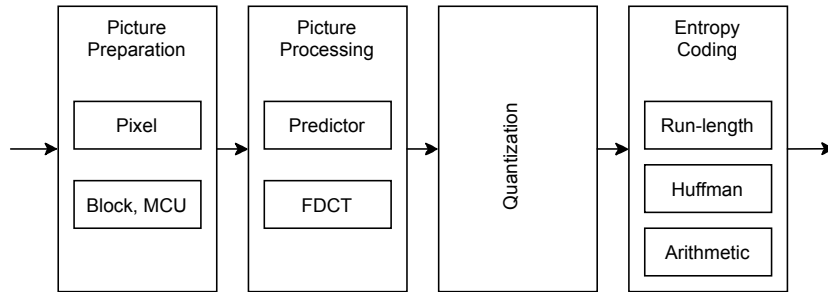 Picture
Preparation
Pixel
Block, MCU
Picture
Processing
Predictor
FDCT
Quantization
Entropy
Coding
Run-length
Huffman
Arithmetic